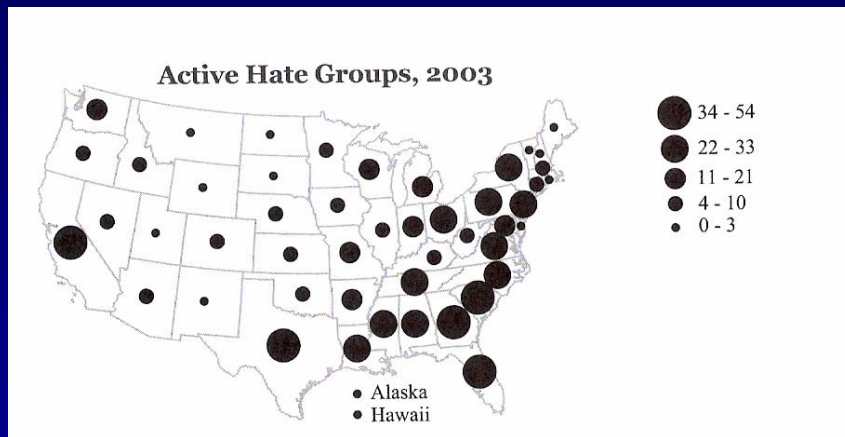 Active Hate Groups, 2003
34 - 54
22 - 33
11 - 21
4 - 10
0 - 3
Alaska
Hawaii